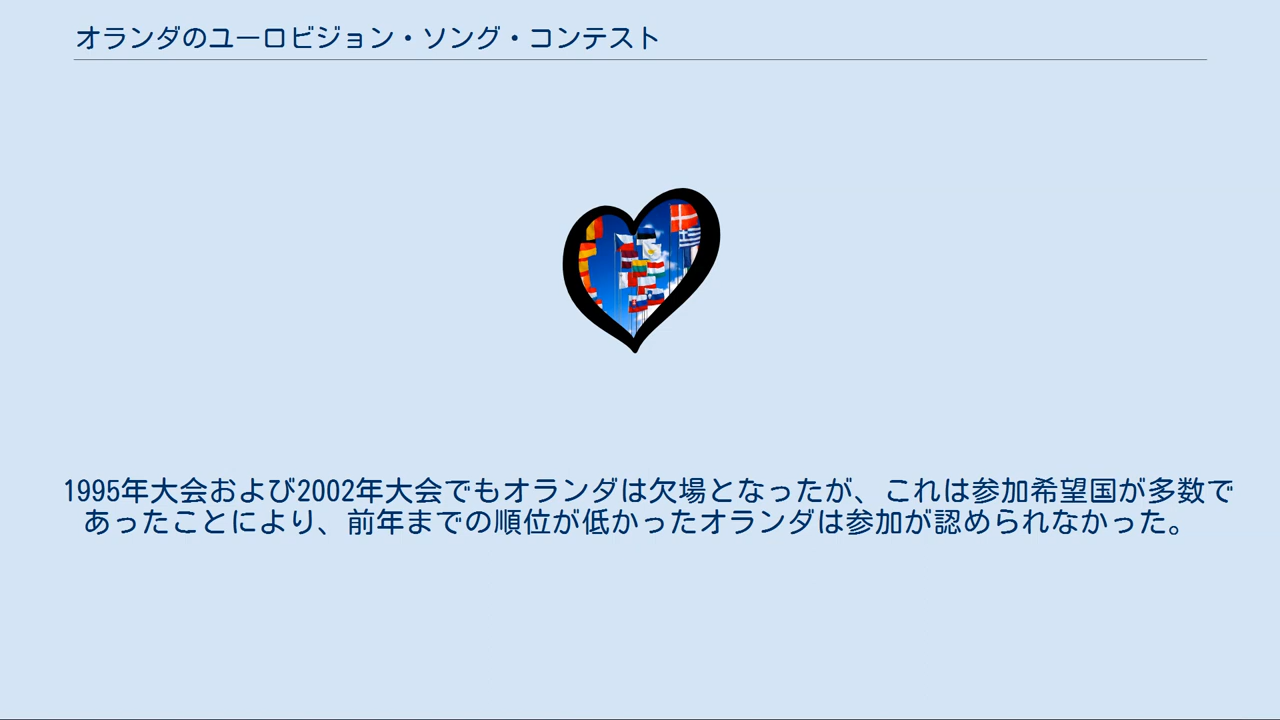 オランダのユーロビジョン・ソング・コンテスト
1995年大会および2002年大会でもオランダは欠場となったが、これは参加希望国が多数で
あったことにより、前年までの順位が低かったオランダは参加が認められなかった。